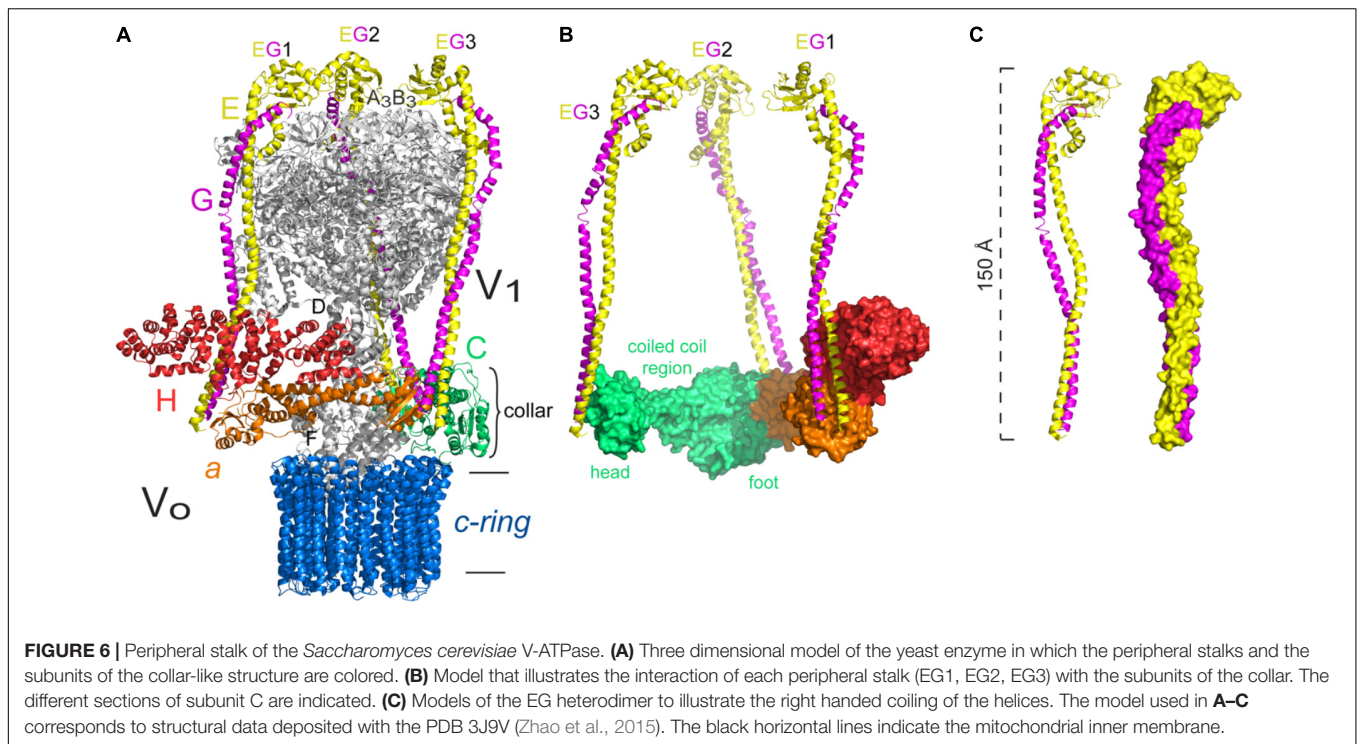 A
B
C
EG1
EG2
EG3
A3B3
E
G
V1
D
H
C
collar
F
a
Vo
c-ring
EG3
EG2
EG1
coiled coil
region
head
foot
150 Å
FIGURE 6 | Peripheral stalk of the Saccharomyces cerevisiae V-ATPase. (A) Three dimensional model of the yeast enzyme in which the peripheral stalks and the
subunits of the collar-like structure are colored. (B) Model that illustrates the interaction of each peripheral stalk (EG1, EG2, EG3) with the subunits of the collar. The
different sections of subunit C are indicated. (C) Models of the EG heterodimer to illustrate the right handed coiling of the helices. The model used in A–C
corresponds to structural data deposited with the PDB 3J9V (Zhao et al., 2015). The black horizontal lines indicate the mitochondrial inner membrane.